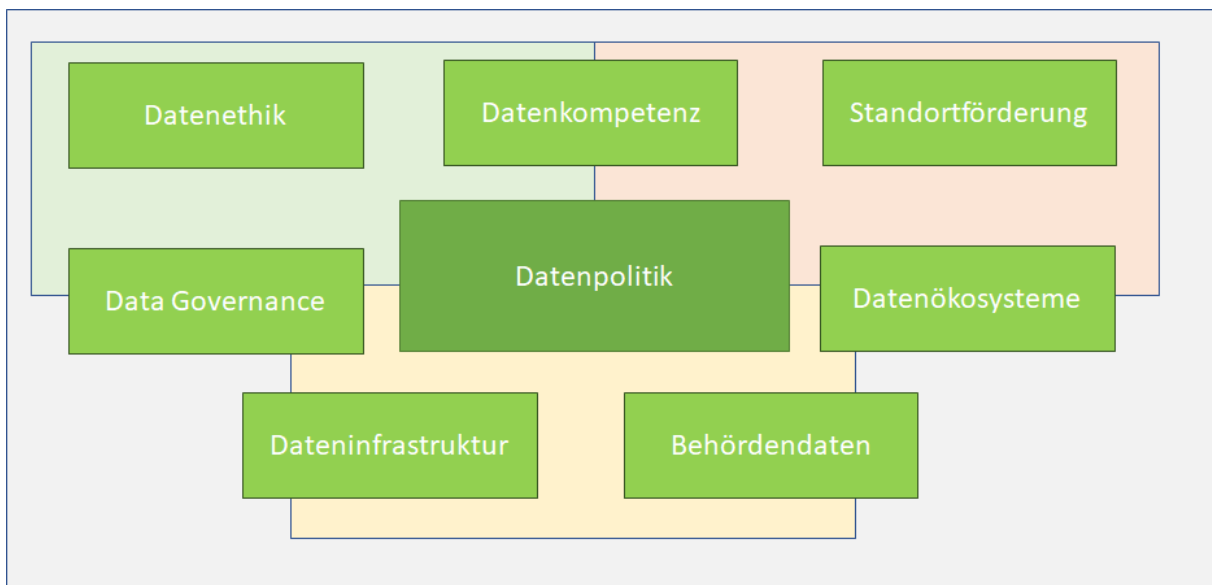 Datenethik
Datenkompetenz
Standortförderung
Datenpolitik
Data Governance
Datenökosysteme
Dateninfrastruktur
Behördendaten